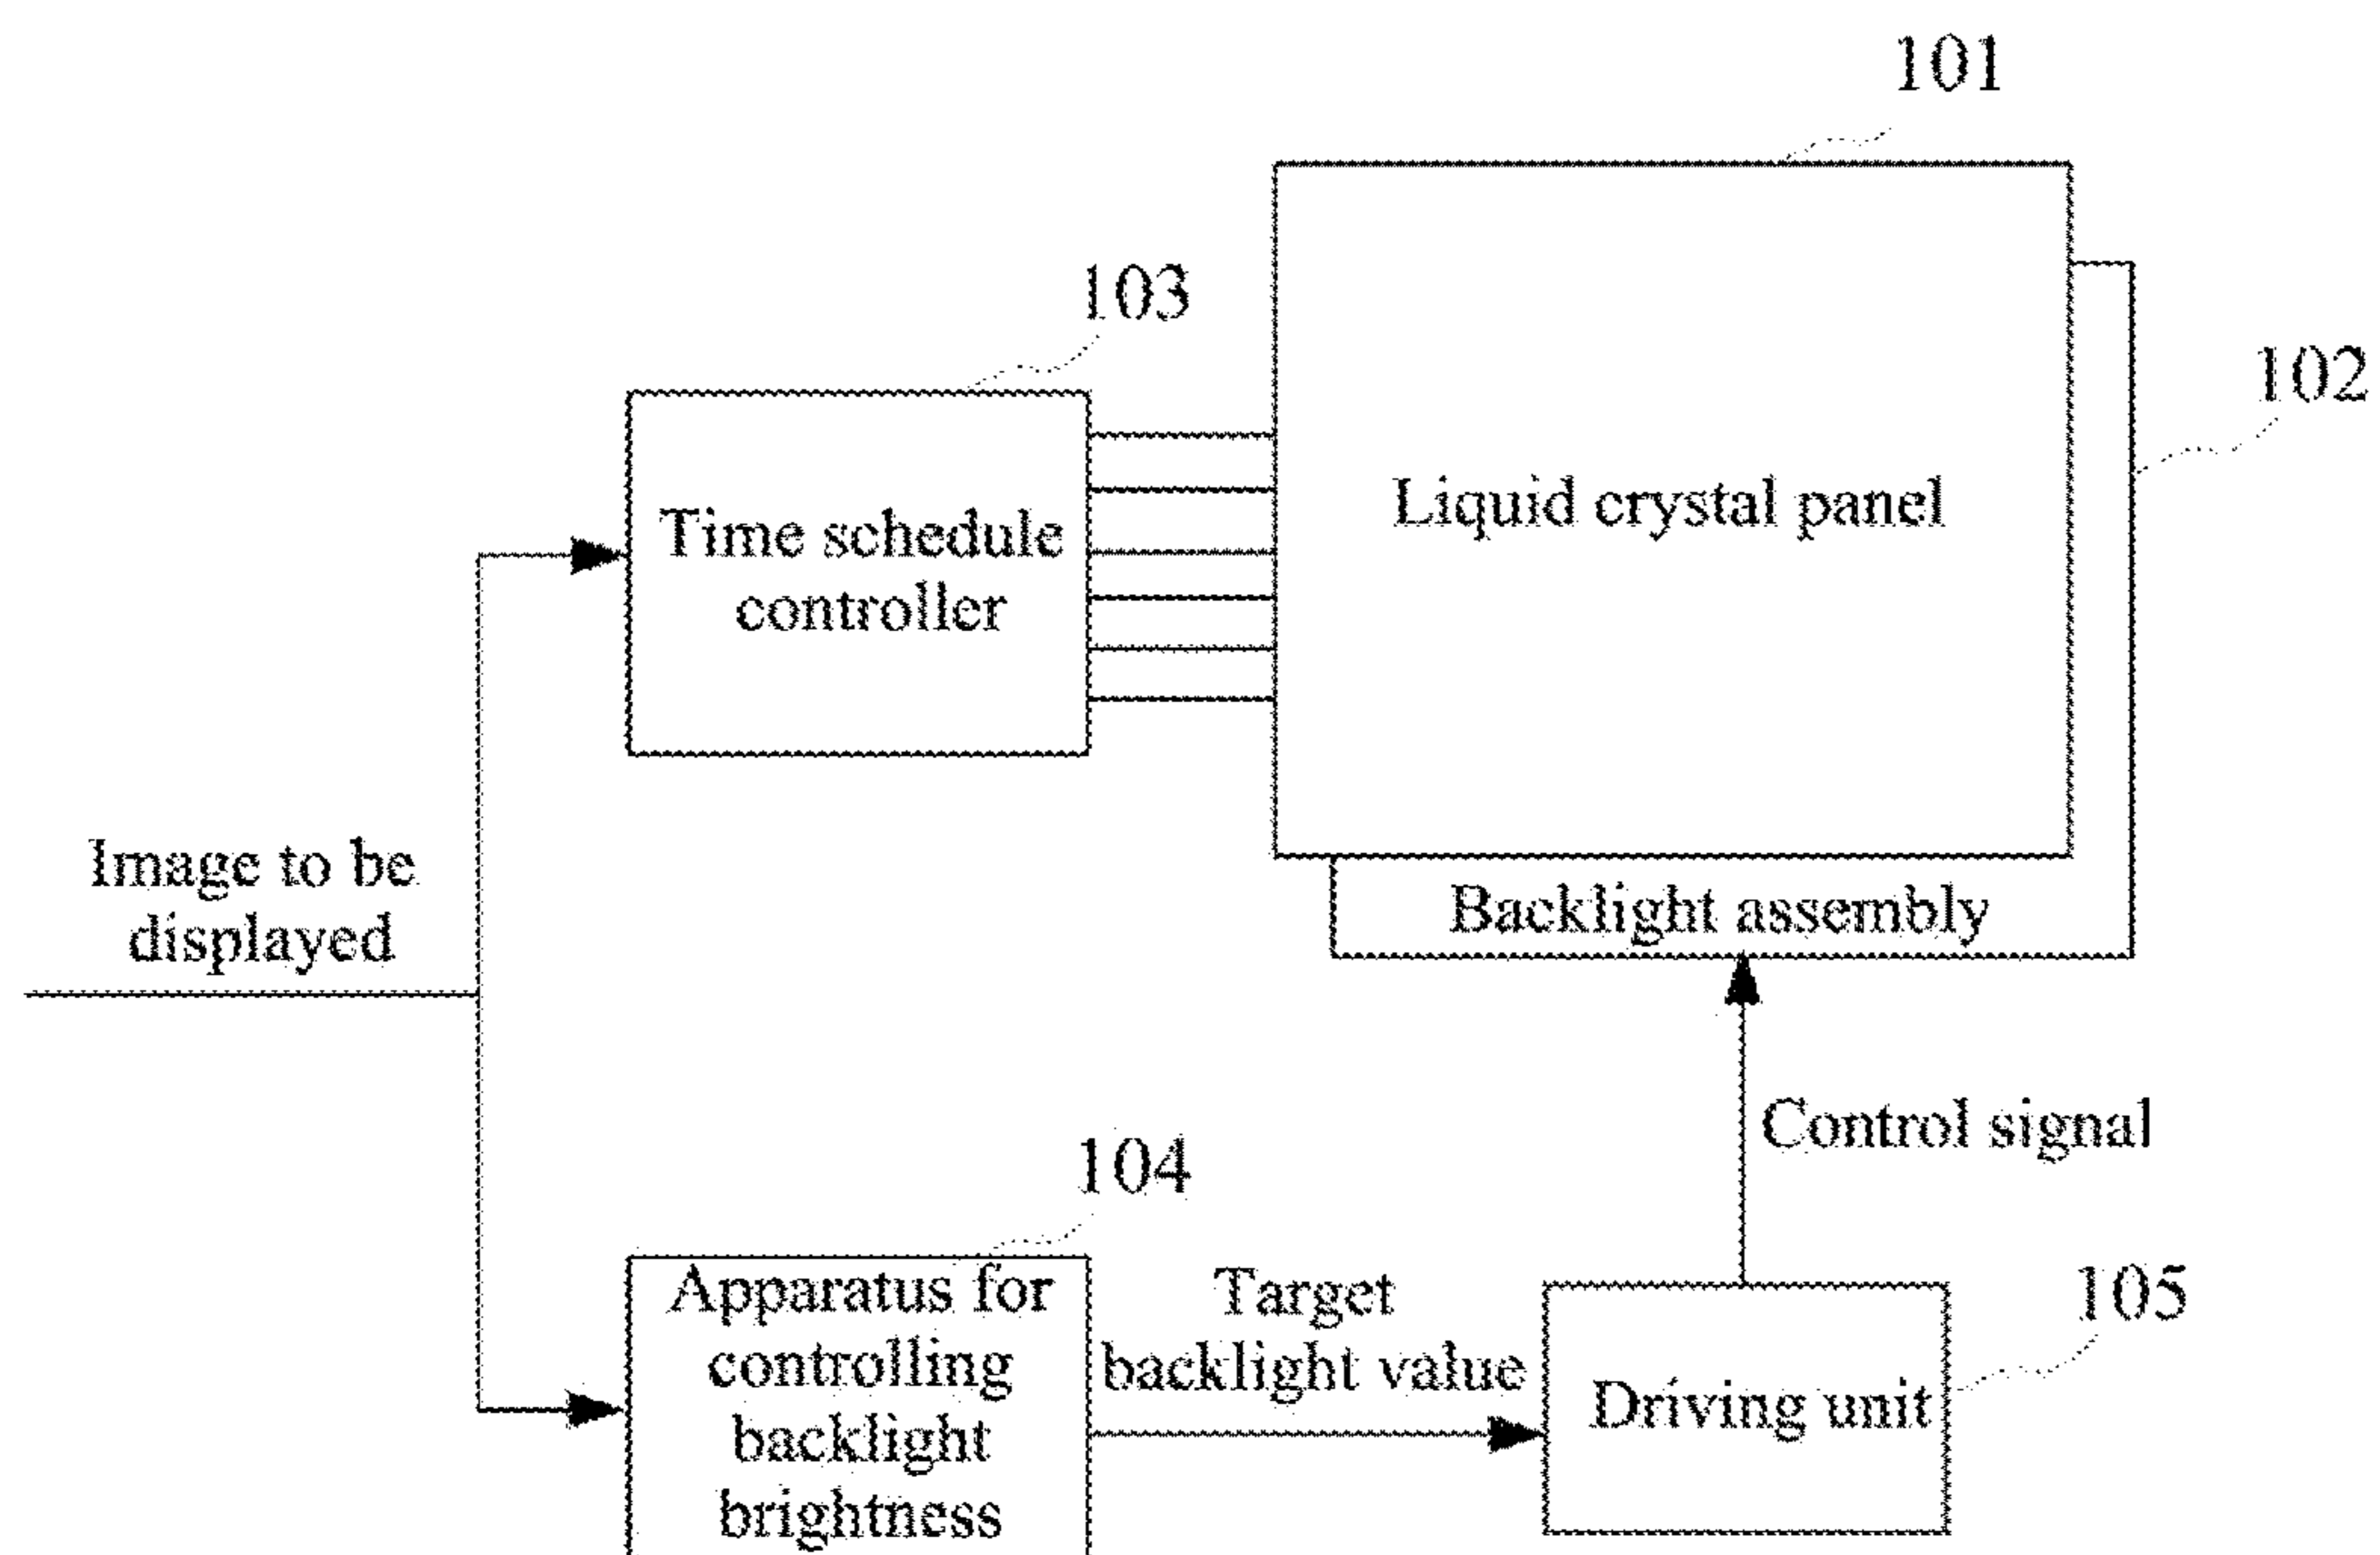 101
103
102
Liquid crystal panel
Time schedule
controller
Image to be
displayed
Backlight assembly
Control signal
104
105
Apparatus for
controlling
backlight
brightness
Target
backlight value
Driving unit